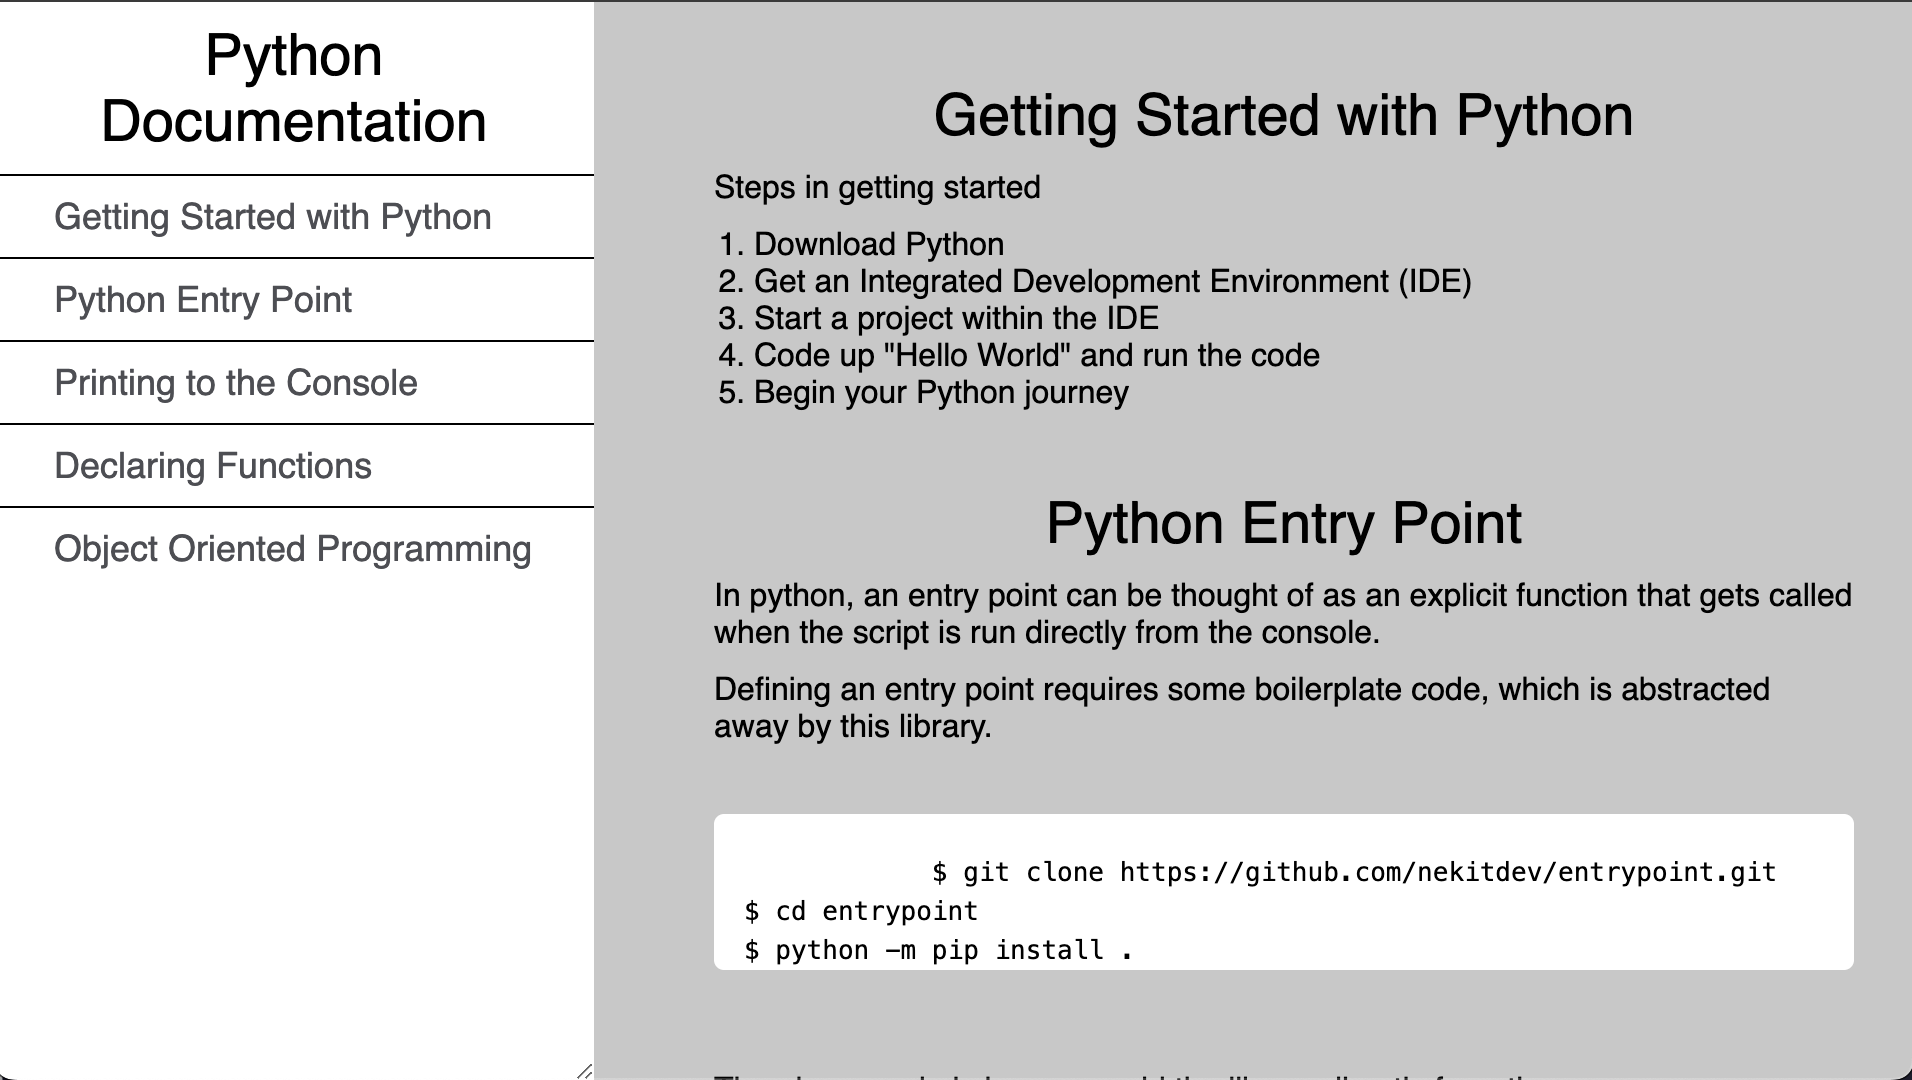 Python
Documentation
Getting Started with Python
Python Entry Point
Printing to the Console
Declaring Functions
Object Oriented Programming
Getting Started with Python
Steps in getting started
1. Download Python
2. Get an Integrated Development Environment (IDE)
3. Start a project within the IDE
4. Code up "Hello World" and run the code
5. Begin your Python journey
Python Entry Point
In python, an entry point can be thought of as an explicit function that gets called
when the script is run directly from the console.
Defining an entry point requires some boilerplate code, which is abstracted
away by this library.
$ git clone https://github.com/nekitdev/entrypoint.git
$ cd entrypoint
$ python -m pip install .